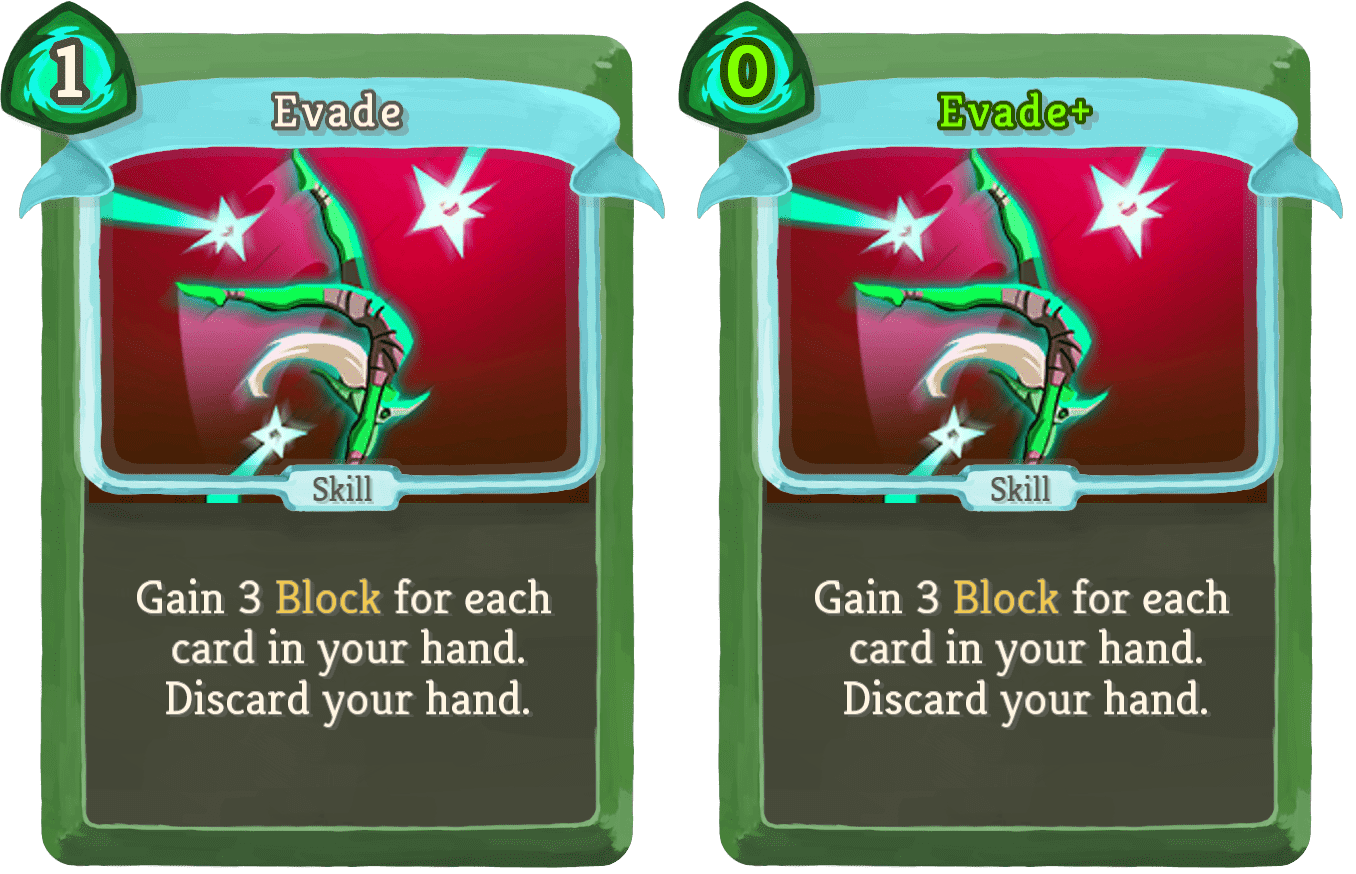 1
Evade
Skill
Gain 3 Block for each
card in your hand.
Discard your hand.
0
Evade+
Skill
Gain 3 Block for each
card in your hand.
Discard your hand.